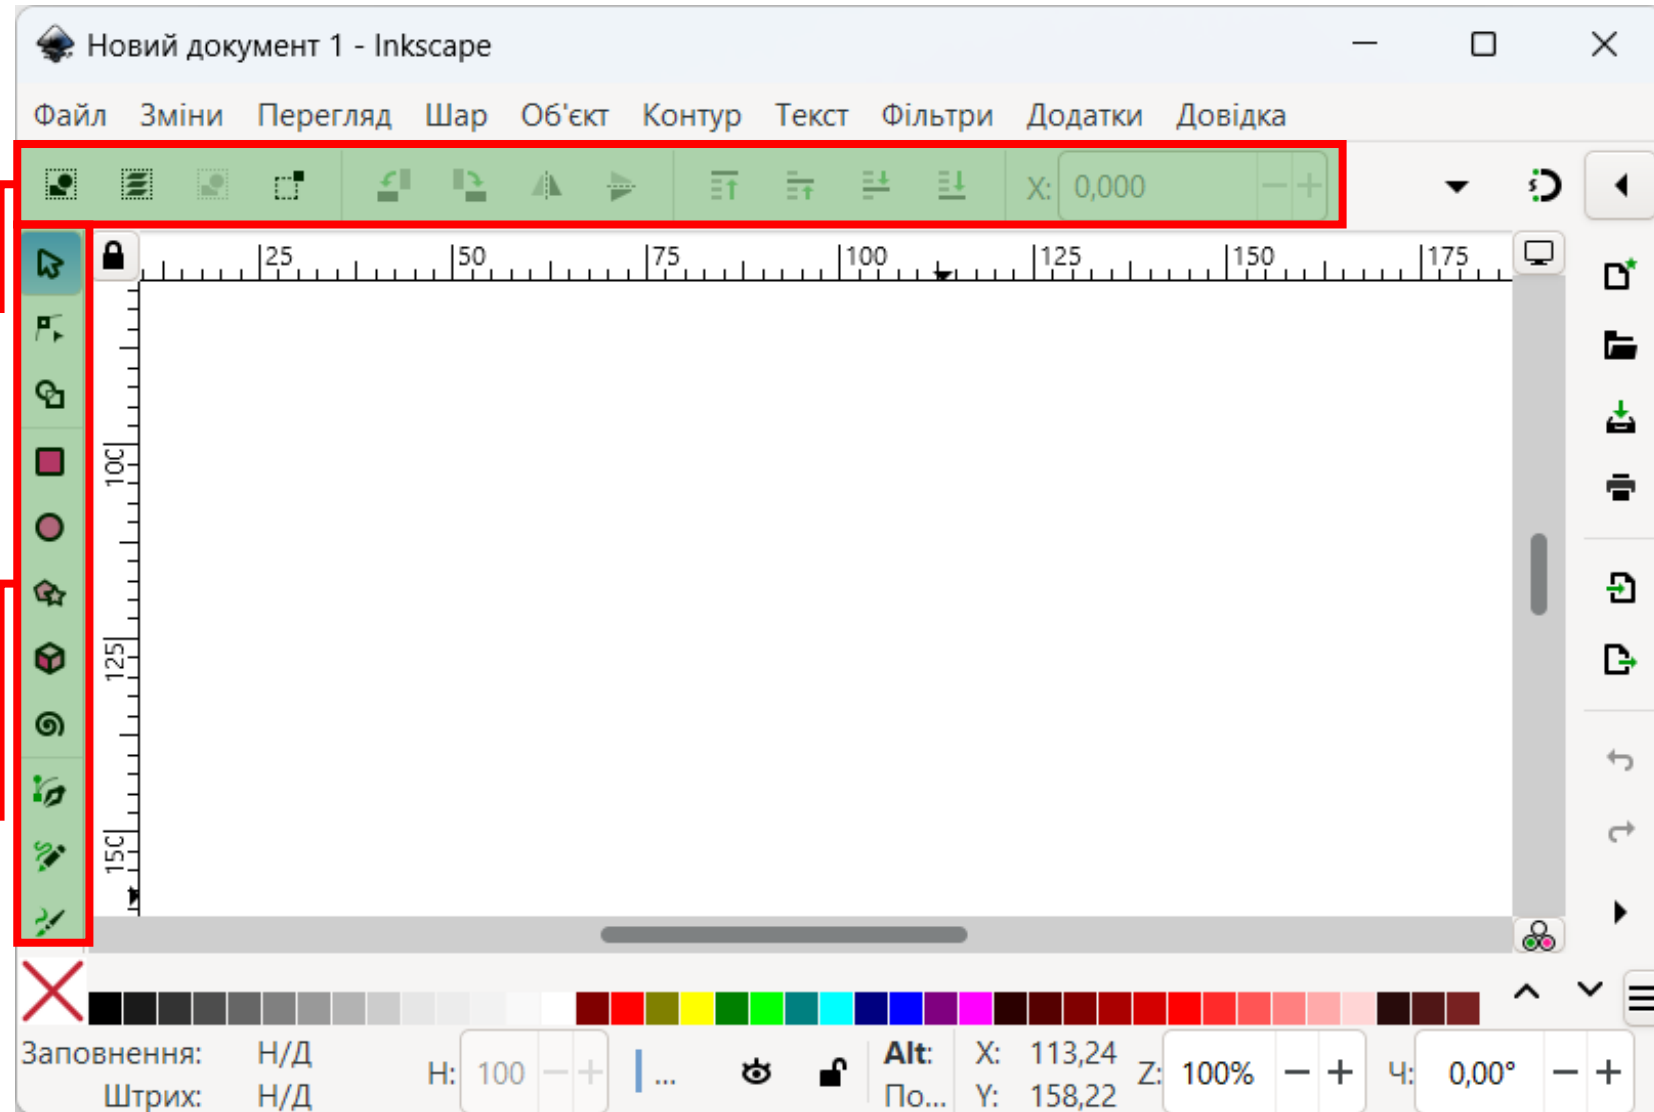 Новий документ 1 - Inkscape
Файл Зміни Перегляд Шар Об'єкт Контур Текст Фільтри Додатки Довідка
X: 0,000
25 50 75 100 125 150 175
100
125
150
Заповнення: Н/Д
Штрих: Н/Д
Н: 100
...
Alt:
По...
X: 113,24
Y: 158,22
Z: 100%
Ч: 0,00°